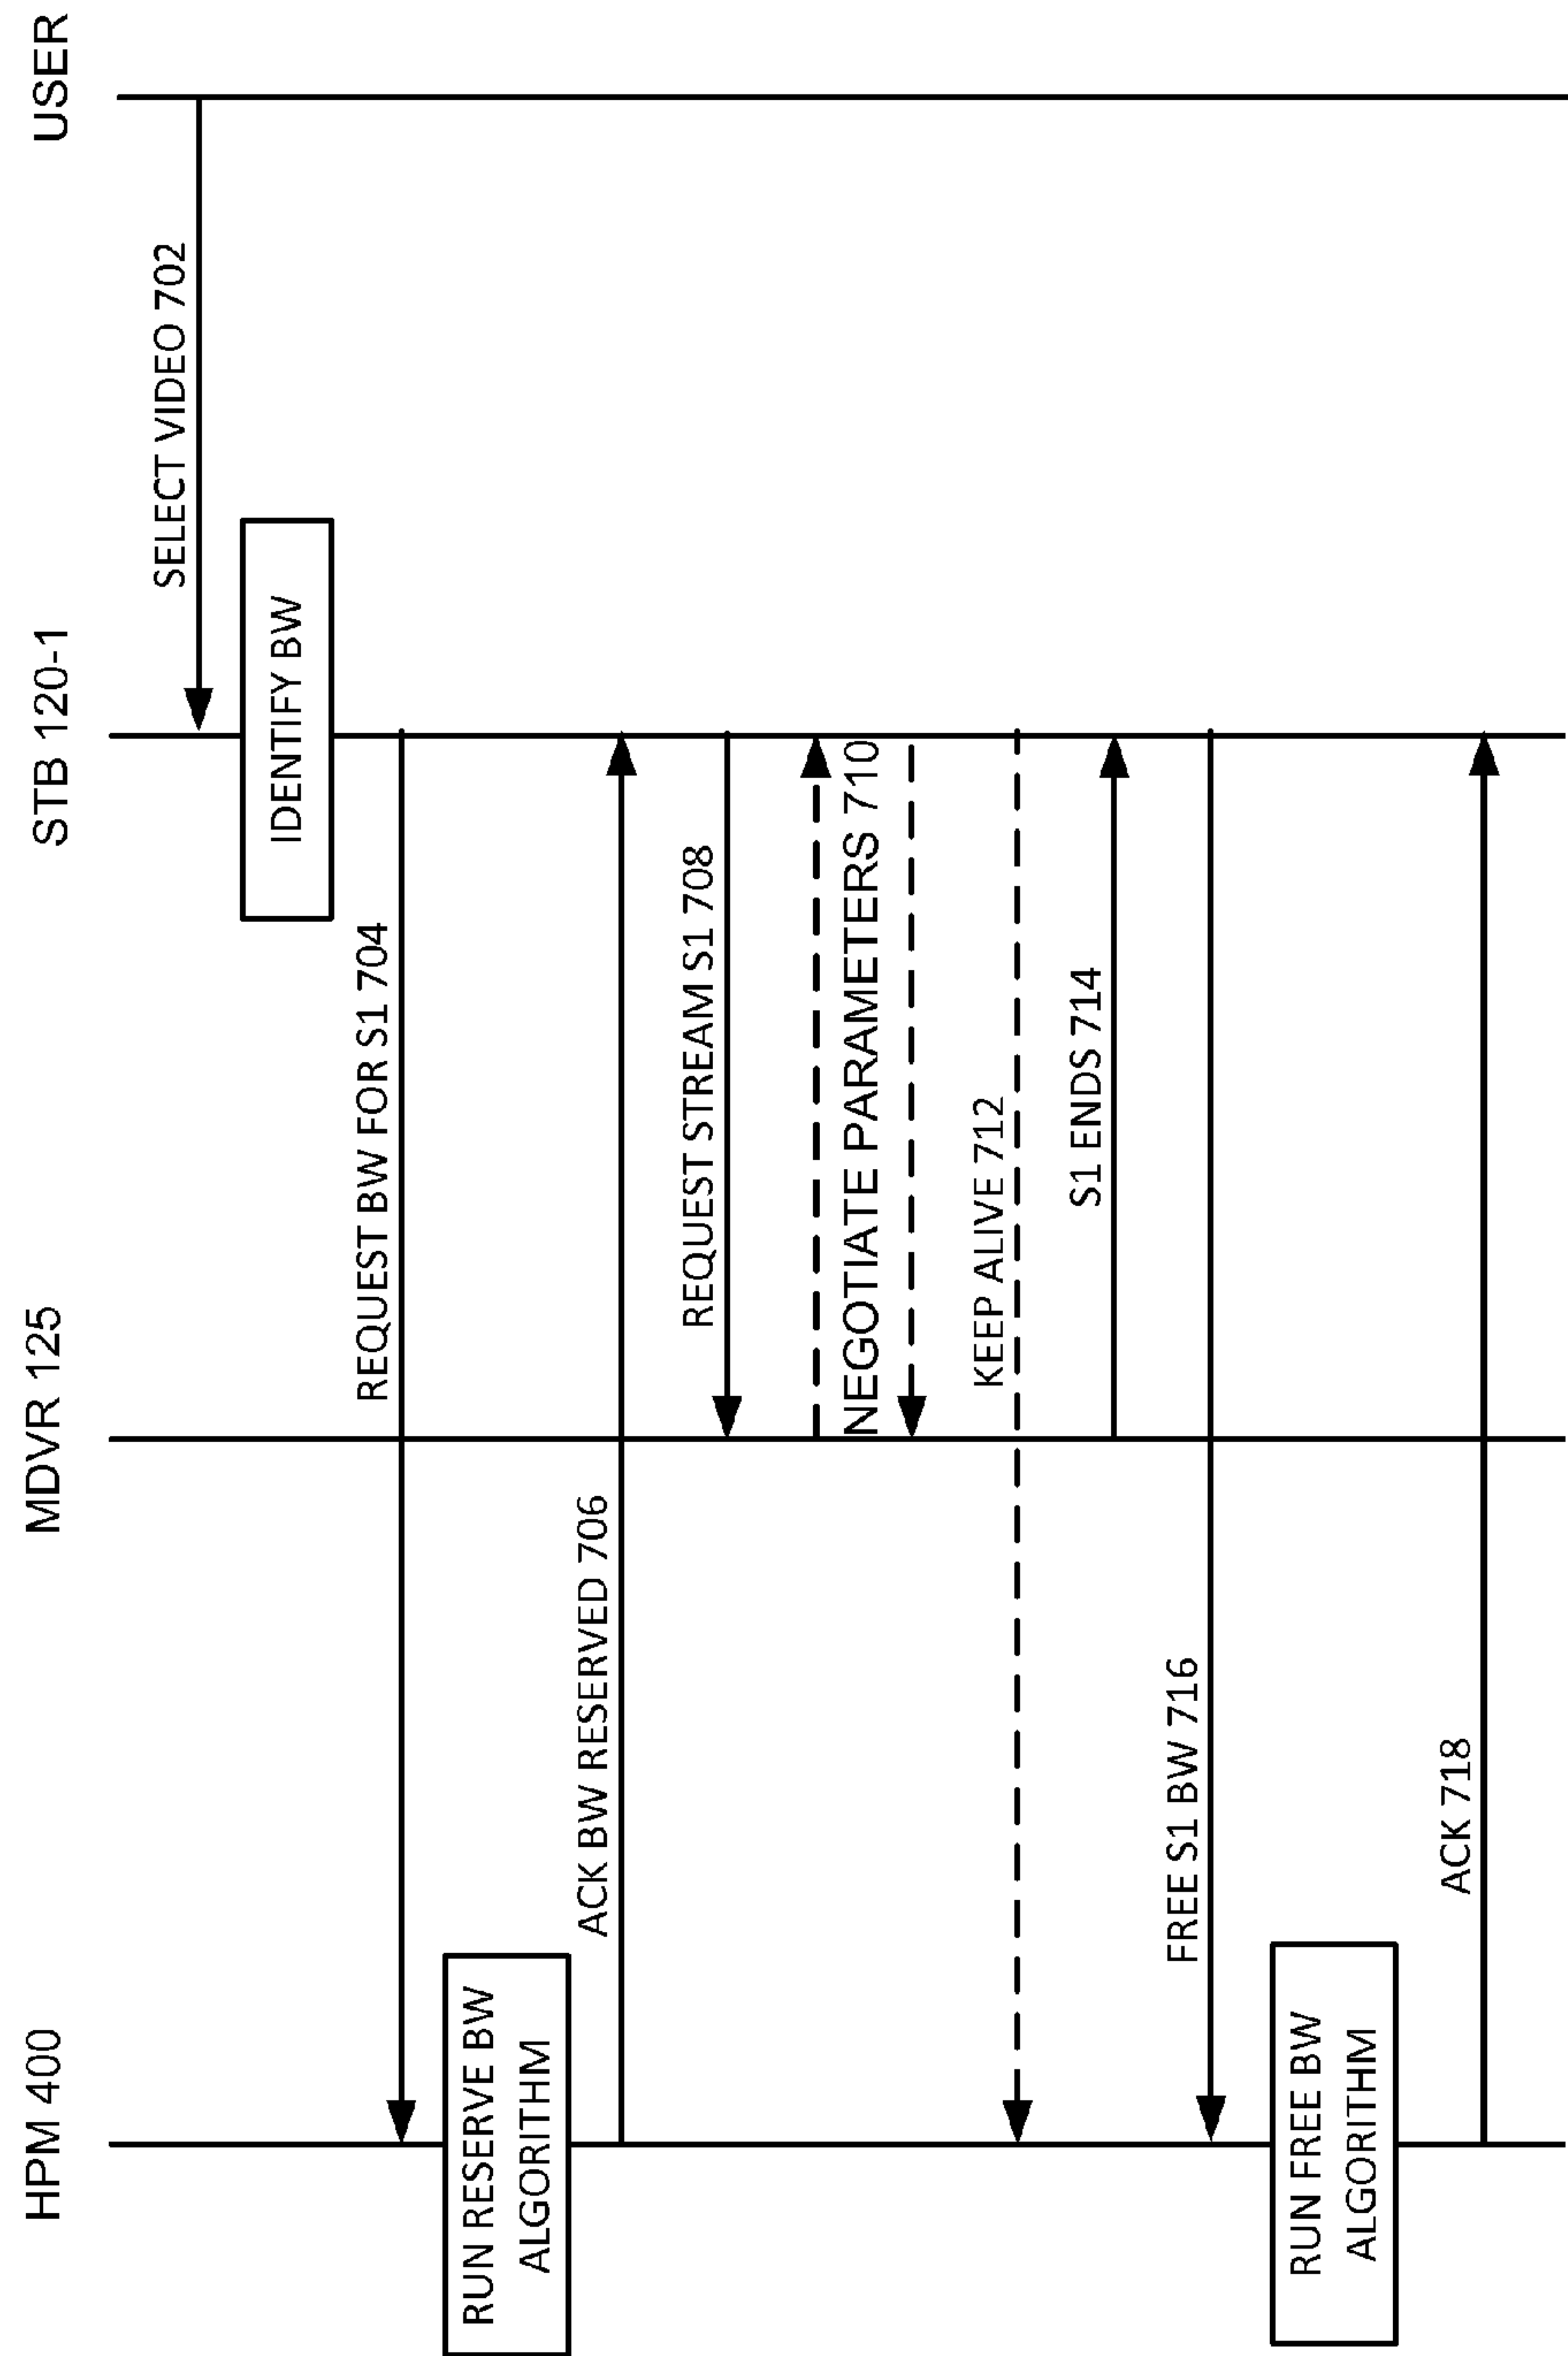 HPM 400
MDVR 125
STB 120-1
USER
SELECT VIDEO 702
IDENTIFY BW
REQUEST BW FOR S1 704
RUN RESERVE BW
ALGORITHM
ACK BW RESERVED 706
REQUEST STREAM S1 708
NEGOTIATE PARAMETERS 710
KEEP ALIVE 712
S1 ENDS 714
FREE S1 BW 716
RUN FREE BW
ALGORITHM
ACK 718